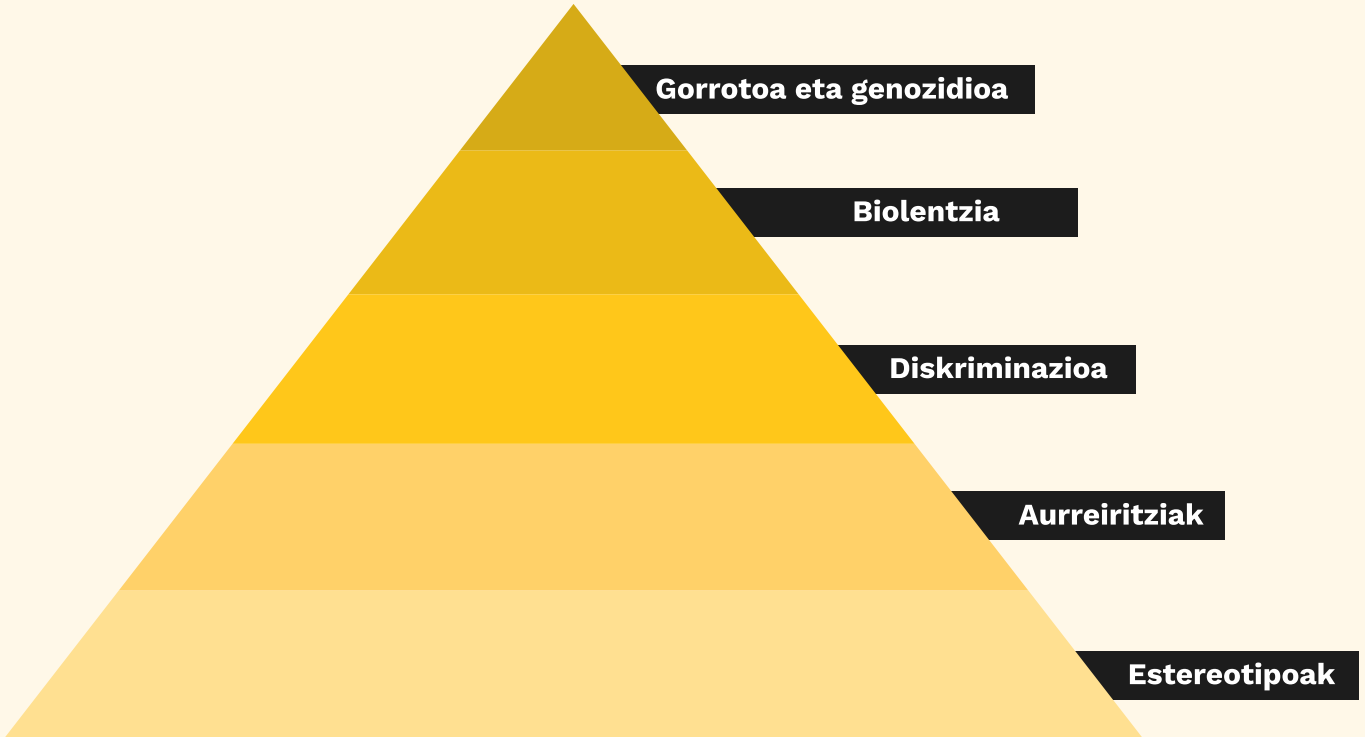 Gorrotoa eta genozidioa
Biolentzia
Diskriminazioa
Aurreiritziak
Estereotipoak